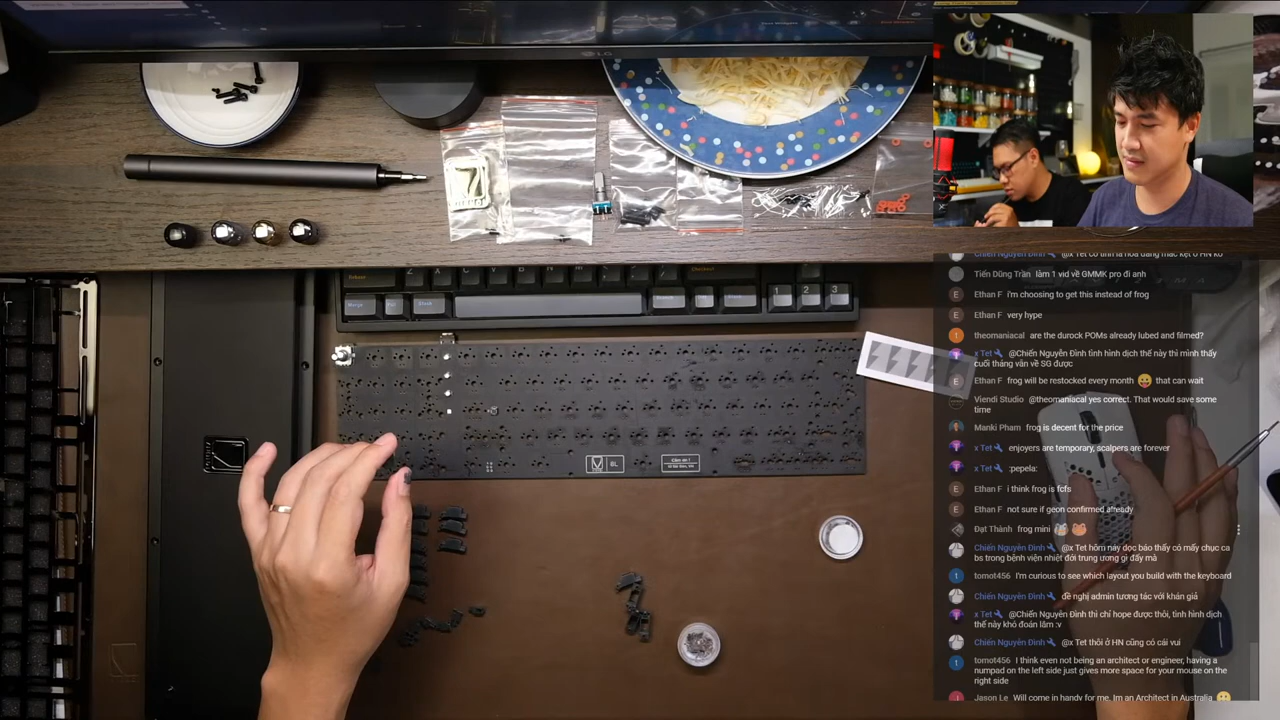 LG
Z X C V B N M
1 2 3
8L
Chiến Nguyễn Đình @x Tet
Tiến Dũng Trần làm 1 vid về GMMK pro đi anh
E Ethan F i'm choosing to get this instead of frog
E Ethan F very hype
t theomaniacal are the durock POMs already lubed and filmed?
x Tet @Chiến Nguyễn Đình tình hình dịch thế này thì mình thấy
cuối tháng vẫn về SG được
E Ethan F frog will be restocked every month 😜 that can wait
Viendi Studio @theomaniacal yes correct. That would save some
time
Manki Pham frog is decent for the price
x Tet enjoyers are temporary, scalpers are forever
x Tet :pepela:
E Ethan F i think frog is fcfs
E Ethan F not sure if geon confirmed already
Đạt Thành frog mini 🐭 🐹
Chiến Nguyễn Đình @x Tet hôm nay đọc báo thấy có mấy chục ca
bs trong bệnh viện nhiệt đới trung ương gì đấy mà
t tomot456 I'm curious to see which layout you build with the keyboard
Chiến Nguyễn Đình đề nghị admin tương tác với khán giả
x Tet @Chiến Nguyễn Đình thì chỉ hope được thôi, tình hình dịch
thế này khó đoán lắm :v
Chiến Nguyễn Đình @x Tet thôi ở HN cũng có cái vui
t tomot456 I think even not being an architect or engineer, having a
numpad on the left side just gives more space for your mouse on the
right side
J Jason Le Will come in handy for me, Im an Architect in Australia 🙂